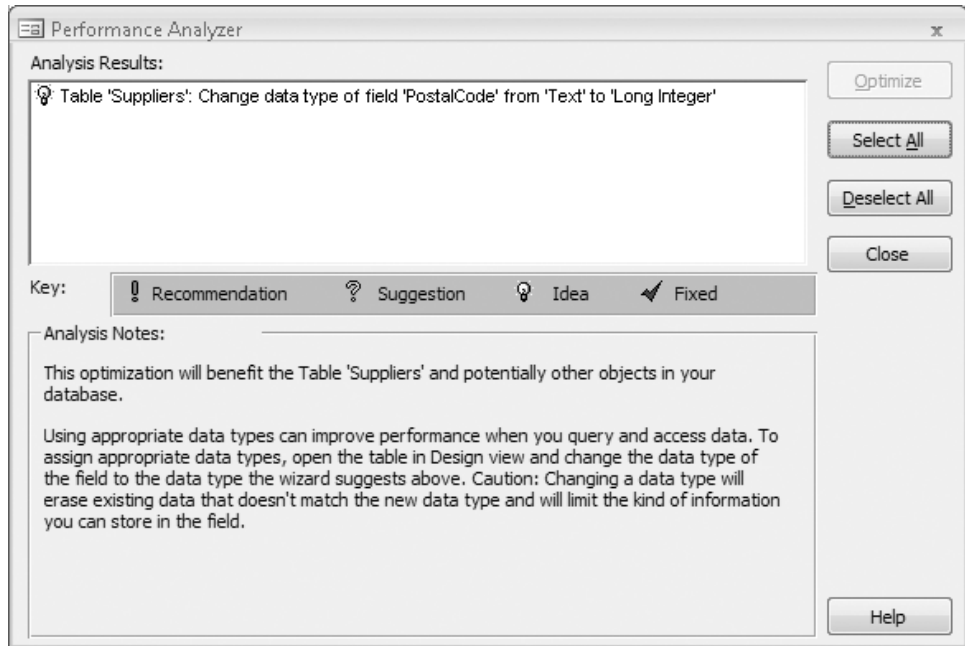 Performance Analyzer
x
Analysis Results:
Table 'Suppliers': Change data type of field 'PostalCode' from 'Text' to 'Long Integer'
Optimize
Select All
Deselect All
Close
Key:
! Recommendation
? Suggestion
Idea
Fixed
Analysis Notes:
This optimization will benefit the Table 'Suppliers' and potentially other objects in your
database.
Using appropriate data types can improve performance when you query and access data. To
assign appropriate data types, open the table in Design view and change the data type of
the field to the data type the wizard suggests above. Caution: Changing a data type will
erase existing data that doesn't match the new data type and will limit the kind of information
you can store in the field.
Help